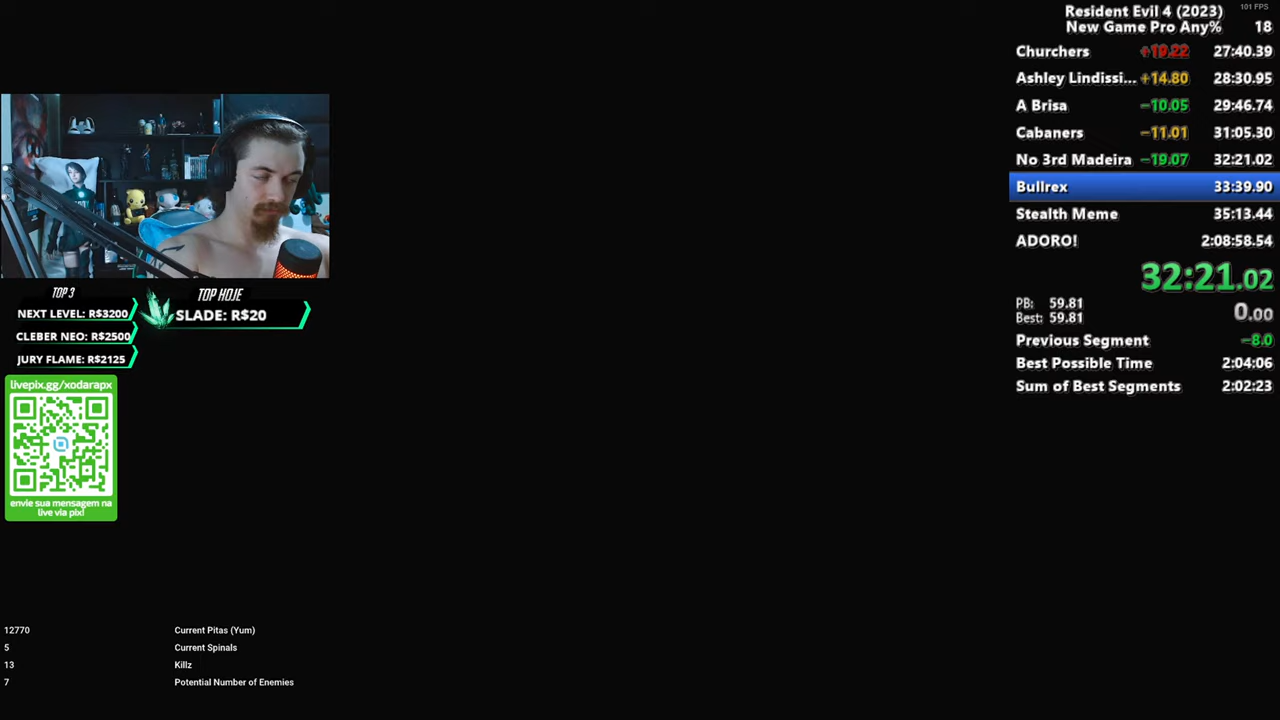 101 FPS
Resident Evil 4 (2023)
New Game Pro Any% 18
Churchers +19.22 27:40.39
Ashley Lindissi... +14.80 28:30.95
A Brisa -10.05 29:46.74
Cabaners -11.01 31:05.30
No 3rd Madeira -19.07 32:21.02
Bullrex 33:39.90
Stealth Meme 35:13.44
ADORO! 2:08:58.54
32:21.02
PB: 59.81
Best: 59.81
0.00
Previous Segment -8.0
Best Possible Time 2:04:06
Sum of Best Segments 2:02:23
TOP 3
NEXT LEVEL: R$3200
CLEBER NEO: R$2500
JURY FLAME: R$2125
TOP HOJE
SLADE: R$20
livepix.gg/xodarapx
envie sua mensagem na
live via pix!
12770 Current Pitas (Yum)
5 Current Spinals
13 Killz
7 Potential Number of Enemies